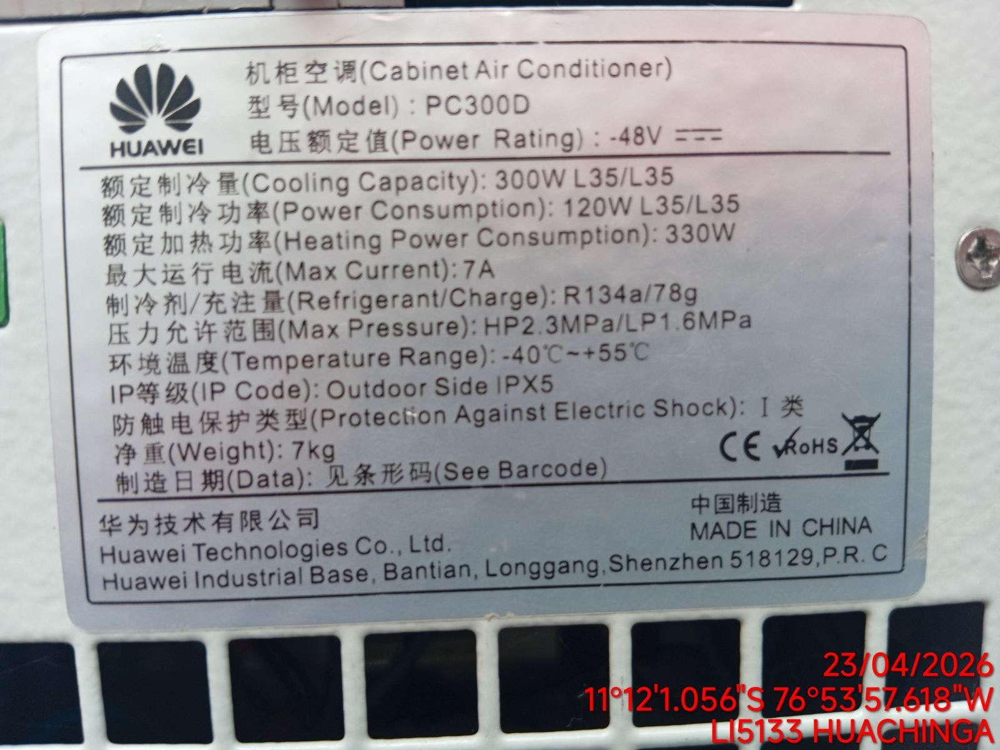 HUAWEI
机柜空调(Cabinet Air Conditioner)
型号(Model) : PC300D
电压额定值(Power Rating) : -48V
额定制冷量(Cooling Capacity): 300W L35/L35
额定制冷功率(Power Consumption): 120W L35/L35
额定加热功率(Heating Power Consumption): 330W
最大运行电流(Max Current): 7A
制冷剂/充注量(Refrigerant/Charge): R134a/78g
压力允许范围(Max Pressure): HP2.3MPa/LP1.6MPa
环境温度(Temperature Range): -40℃~+55℃
IP等级(IP Code): Outdoor Side IPX5
防触电保护类型(Protection Against Electric Shock): I 类
净重(Weight): 7kg
CE RoHS
制造日期(Data): 见条形码(See Barcode)
华为技术有限公司
Huawei Technologies Co., Ltd.
Huawei Industrial Base, Bantian, Longgang,Shenzhen 518129,P.R. C
中国制造
MADE IN CHINA
23/04/2026
11°12'1.056"S 76°53'57.618"W
LI5133 HUACHINGA